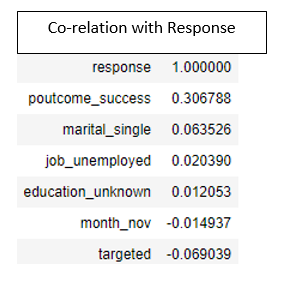 Co-relation with Response
response 1.000000
poutcome_success 0.306788
marital_single 0.063526
job_unemployed 0.020390
education_unknown 0.012053
month_nov -0.014937
targeted -0.069039